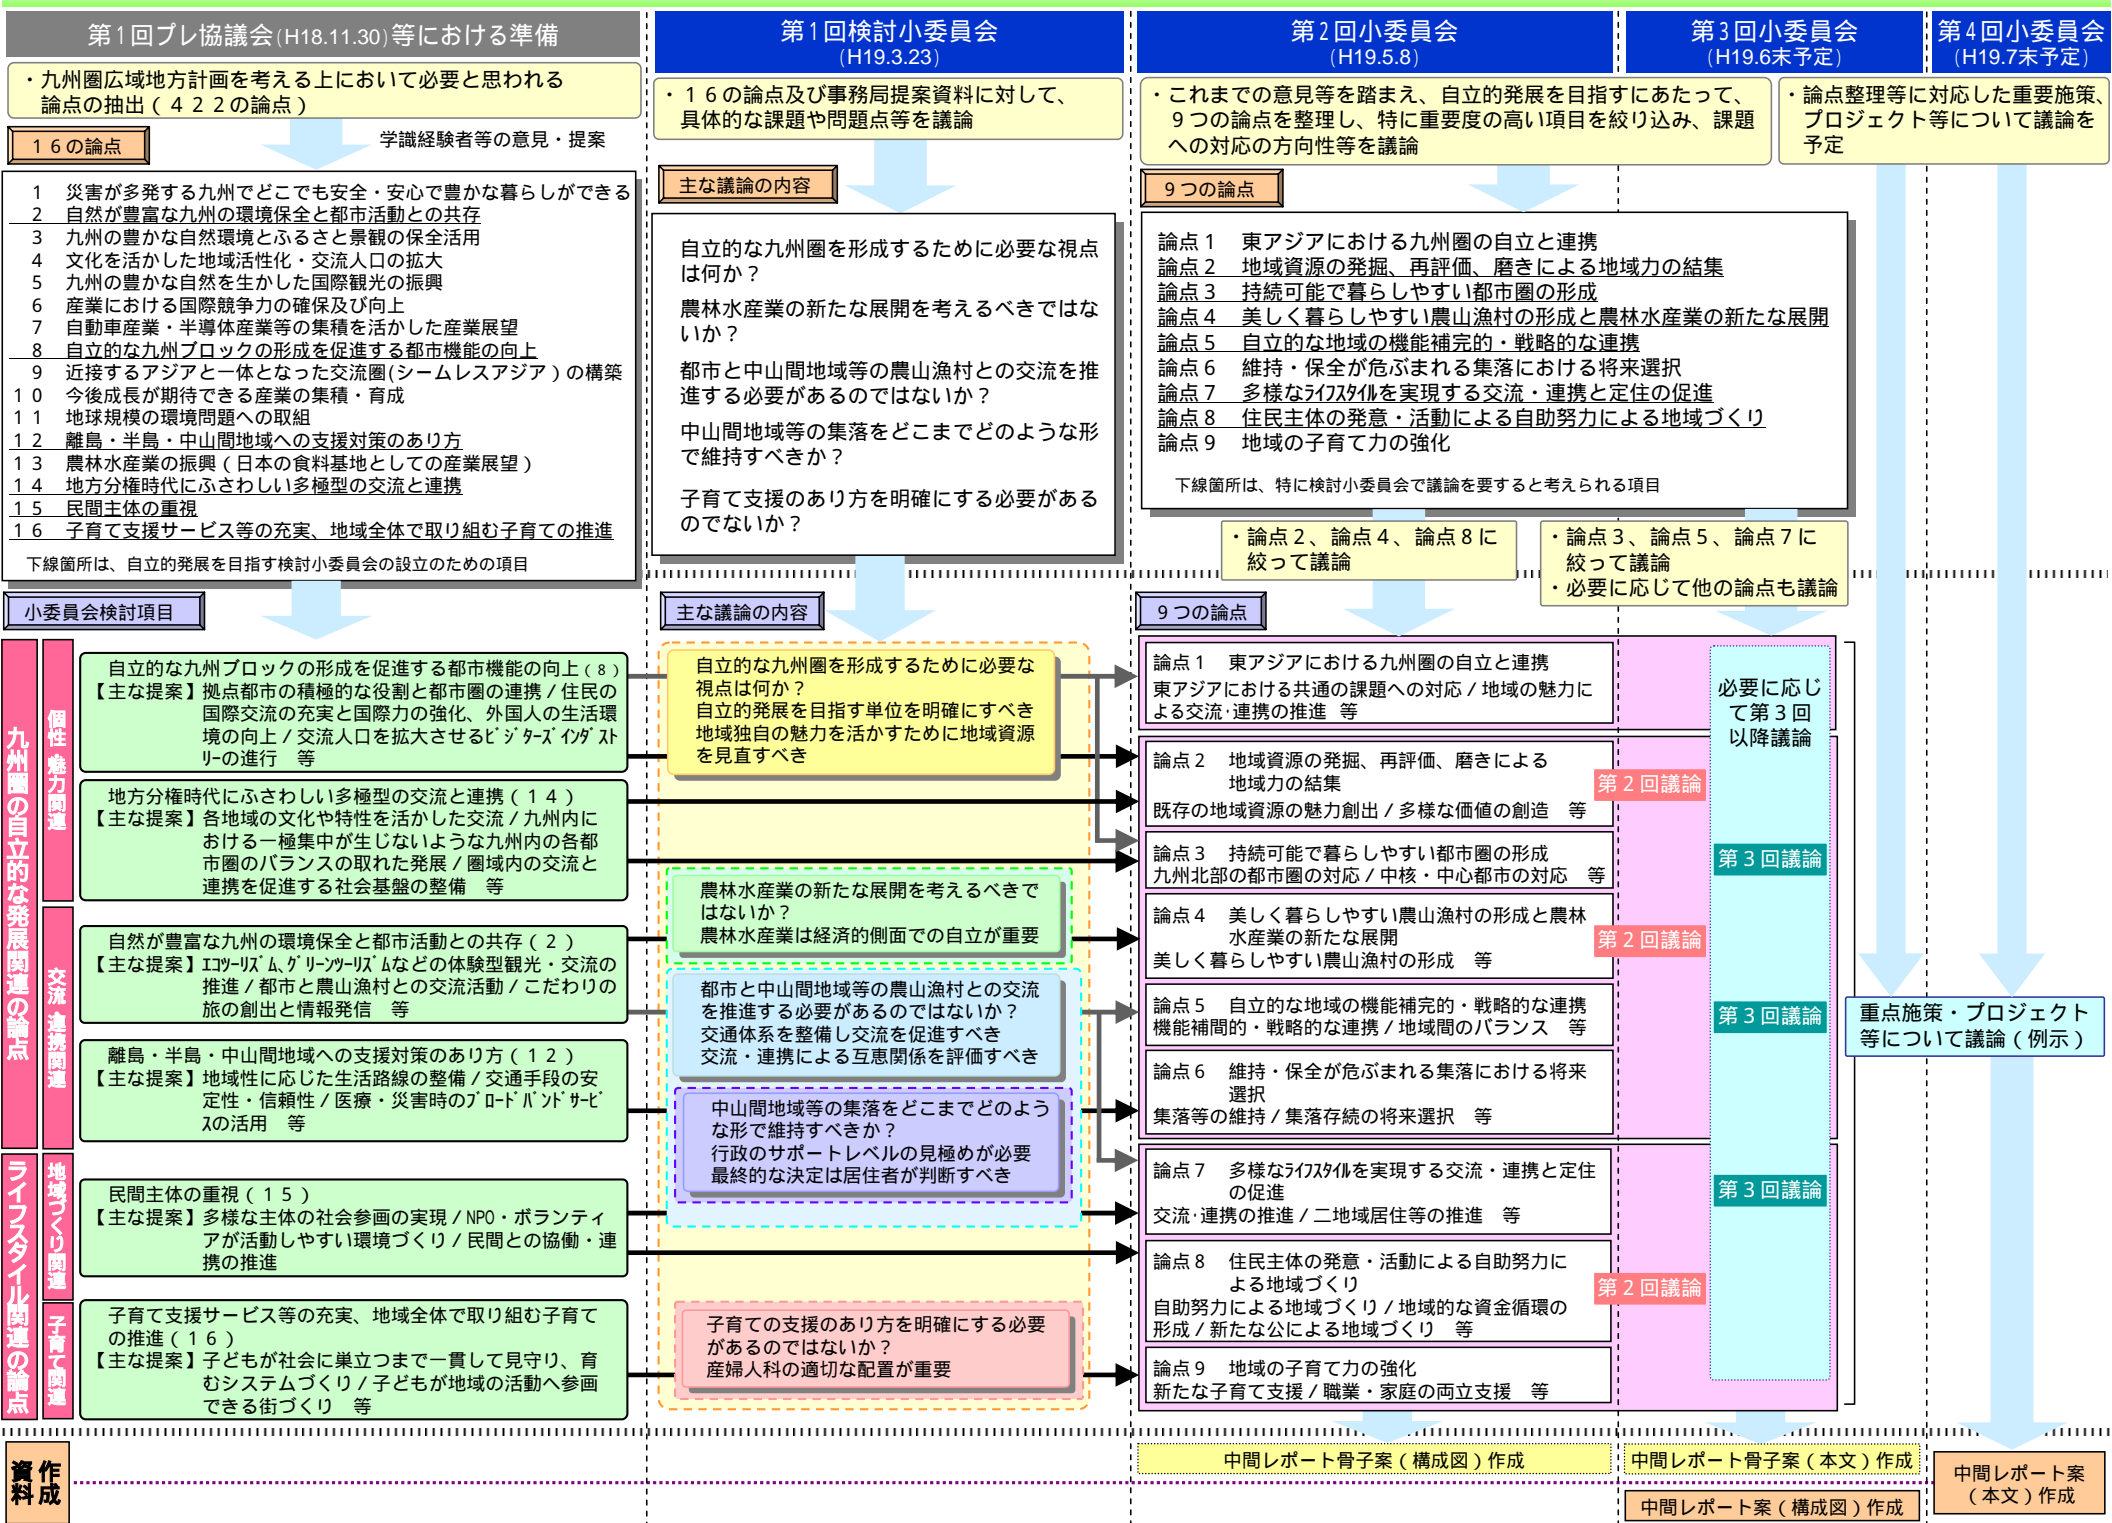 第1回プレ協議会(H18.11.30)等における準備
・九州圏広域地方計画を考える上において必要と思われる
論点の抽出（４２２の論点）
１６の論点
学識経験者等の意見・提案
1 災害が多発する九州でどこでも安全・安心で豊かな暮らしができる
2 自然が豊富な九州の環境保全と都市活動との共存
3 九州の豊かな自然環境とふるさと景観の保全活用
4 文化を活かした地域活性化・交流人口の拡大
5 九州の豊かな自然を生かした国際観光の振興
6 産業における国際競争力の確保及び向上
7 自動車産業・半導体産業等の集積を活かした産業展望
8 自立的な九州ブロックの形成を促進する都市機能の向上
9 近接するアジアと一体となった交流圏(シームレスアジア）の構築
１０ 今後成長が期待できる産業の集積・育成
１１ 地球規模の環境問題への取組
１２ 離島・半島・中山間地域への支援対策のあり方
１３ 農林水産業の振興（日本の食料基地としての産業展望）
１４ 地方分権時代にふさわしい多極型の交流と連携
１５ 民間主体の重視
１６ 子育て支援サービス等の充実、地域全体で取り組む子育ての推進
下線箇所は、自立的発展を目指す検討小委員会の設立のための項目
第1回検討小委員会
(H19.3.23)
・１６の論点及び事務局提案資料に対して、
具体的な課題や問題点等を議論
主な議論の内容
自立的な九州圏を形成するために必要な視点
は何か？
農林水産業の新たな展開を考えるべきではな
いか？
都市と中山間地域等の農山漁村との交流を推
進する必要があるのではないか？
中山間地域等の集落をどこまでどのような形
で維持すべきか？
子育て支援のあり方を明確にする必要がある
のでないか？
第2回小委員会
(H19.5.8)
第3回小委員会
(H19.6末予定)
第4回小委員会
(H19.7末予定)
・これまでの意見等を踏まえ、自立的発展を目指すにあたって、
９つの論点を整理し、特に重要度の高い項目を絞り込み、課題
への対応の方向性等を議論
・論点整理等に対応した重要施策、
プロジェクト等について議論を
予定
９つの論点
論点１ 東アジアにおける九州圏の自立と連携
論点２ 地域資源の発掘、再評価、磨きによる地域力の結集
論点３ 持続可能で暮らしやすい都市圏の形成
論点４ 美しく暮らしやすい農山漁村の形成と農林水産業の新たな展開
論点５ 自立的な地域の機能補完的・戦略的な連携
論点６ 維持・保全が危ぶまれる集落における将来選択
論点７ 多様なﾗｲﾌｽﾀｲﾙを実現する交流・連携と定住の促進
論点８ 住民主体の発意・活動による自助努力による地域づくり
論点９ 地域の子育て力の強化
下線箇所は、特に検討小委員会で議論を要すると考えられる項目
・論点２、論点４、論点８に
絞って議論
・論点３、論点５、論点７に
絞って議論
・必要に応じて他の論点も議論
小委員会検討項目
主な議論の内容
９つの論点
九州圏の自立的な発展関連の論点
ライフスタイル関連の論点
個性・魅力関連
交流・連携関連
地域づくり関連
子育て関連
自立的な九州ブロックの形成を促進する都市機能の向上(８)
【主な提案】拠点都市の積極的な役割と都市圏の連携/住民の
国際交流の充実と国際力の強化、外国人の生活環
境の向上/交流人口を拡大させるﾋﾞｼﾞﾀｰｽﾞｲﾝﾀﾞｽﾄ
ﾘｰの進行 等
地方分権時代にふさわしい多極型の交流と連携（１４）
【主な提案】各地域の文化や特性を活かした交流/九州内に
おける一極集中が生じないような九州内の各都
市圏のバランスの取れた発展/圏域内の交流と
連携を促進する社会基盤の整備 等
自然が豊富な九州の環境保全と都市活動との共存（２）
【主な提案】ｴｺﾂｰﾘｽﾞﾑ、ｸﾞﾘｰﾝﾂｰﾘｽﾞﾑなどの体験型観光・交流の
推進/都市と農山漁村との交流活動/こだわりの
旅の創出と情報発信 等
離島・半島・中山間地域への支援対策のあり方（１２）
【主な提案】地域性に応じた生活路線の整備/交通手段の安
定性・信頼性/医療・災害時のﾌﾞﾛｰﾄﾞﾊﾞﾝﾄﾞｻｰﾋﾞ
ｽの活用 等
民間主体の重視（１５）
【主な提案】多様な主体の社会参画の実現/NPO・ボランティ
アが活動しやすい環境づくり/民間との協働・連
携の推進
子育て支援サービス等の充実、地域全体で取り組む子育て
の推進（１６）
【主な提案】子どもが社会に巣立つまで一貫して見守り、育
むシステムづくり/子どもが地域の活動へ参画
できる街づくり 等
自立的な九州圏を形成するために必要な
視点は何か？
自立的発展を目指す単位を明確にすべき
地域独自の魅力を活かすために地域資源
を見直すべき
農林水産業の新たな展開を考えるべきで
はないか？
農林水産業は経済的側面での自立が重要
都市と中山間地域等の農山漁村との交流
を推進する必要があるのではないか？
交通体系を整備し交流を促進すべき
交流・連携による互恵関係を評価すべき
中山間地域等の集落をどこまでどのよう
な形で維持すべきか？
行政のサポートレベルの見極めが必要
最終的な決定は居住者が判断すべき
子育ての支援のあり方を明確にする必要
があるのではないか？
産婦人科の適切な配置が重要
論点１ 東アジアにおける九州圏の自立と連携
東アジアにおける共通の課題への対応/地域の魅力に
よる交流･連携の推進 等
論点２ 地域資源の発掘、再評価、磨きによる
地域力の結集
既存の地域資源の魅力創出/多様な価値の創造 等
第２回議論
論点３ 持続可能で暮らしやすい都市圏の形成
九州北部の都市圏の対応/中核・中心都市の対応 等
論点４ 美しく暮らしやすい農山漁村の形成と農林
水産業の新たな展開
美しく暮らしやすい農山漁村の形成 等
第２回議論
論点５ 自立的な地域の機能補完的・戦略的な連携
機能補間的・戦略的な連携/地域間のバランス 等
論点６ 維持・保全が危ぶまれる集落における将来
選択
集落等の維持/集落存続の将来選択 等
論点７ 多様なﾗｲﾌｽﾀｲﾙを実現する交流・連携と定住
の促進
交流･連携の推進/二地域居住等の推進 等
論点８ 住民主体の発意・活動による自助努力に
よる地域づくり
自助努力による地域づくり/地域的な資金循環の
形成/新たな公による地域づくり 等
第２回議論
論点９ 地域の子育て力の強化
新たな子育て支援/職業・家庭の両立支援 等
必要に応じ
て第３回
以降議論
第３回議論
第３回議論
第３回議論
重点施策・プロジェクト
等について議論（例示）
作成
資料
中間レポート骨子案（構成図）作成
中間レポート骨子案（本文）作成
中間レポート案（構成図）作成
中間レポート案
（本文）作成